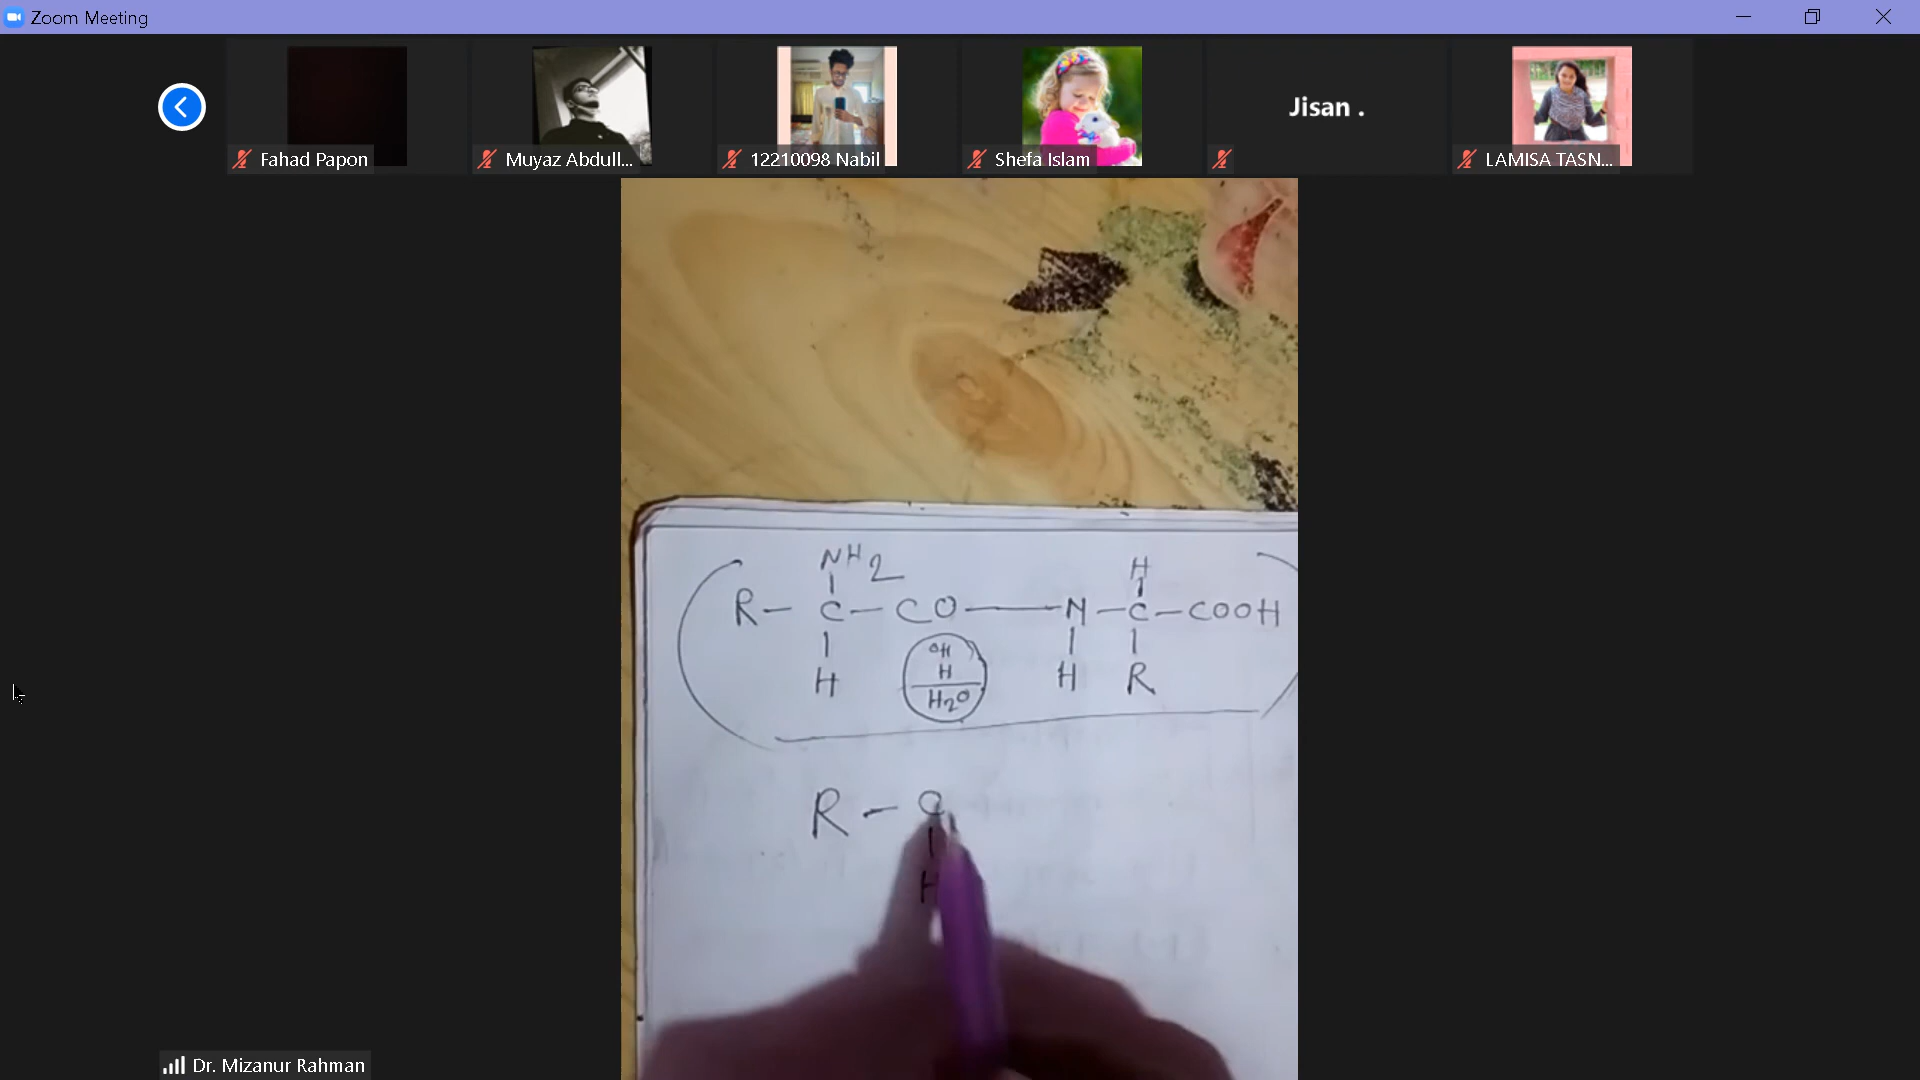 Zoom Meeting
Fahad Papon
Muyaz Abdull...
12210098 Nabil
Shefa Islam
Jisan .
LAMISA TASN...
NH2
H
R - C - CO - N - C - COOH
OH
H
H2O
H
H
R
R - C
H
Dr. Mizanur Rahman